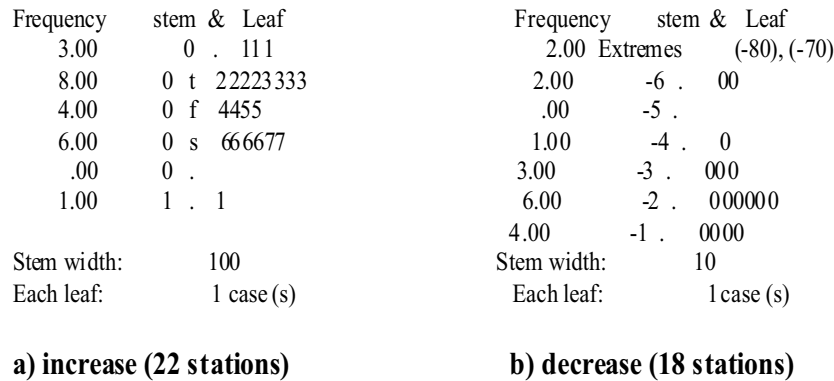 Frequency stem & Leaf
3.00 0 . 111
8.00 0 t 22223333
4.00 0 f 4455
6.00 0 s 666677
.00 0 .
1.00 1 . 1
Stem width: 100
Each leaf: 1 case (s)
a) increase (22 stations)
Frequency stem & Leaf
2.00 Extremes (-80), (-70)
2.00 -6 . 00
.00 -5 .
1.00 -4 . 0
3.00 -3 . 000
6.00 -2 . 000000
4.00 -1 . 0000
Stem width: 10
Each leaf: 1 case (s)
b) decrease (18 stations)